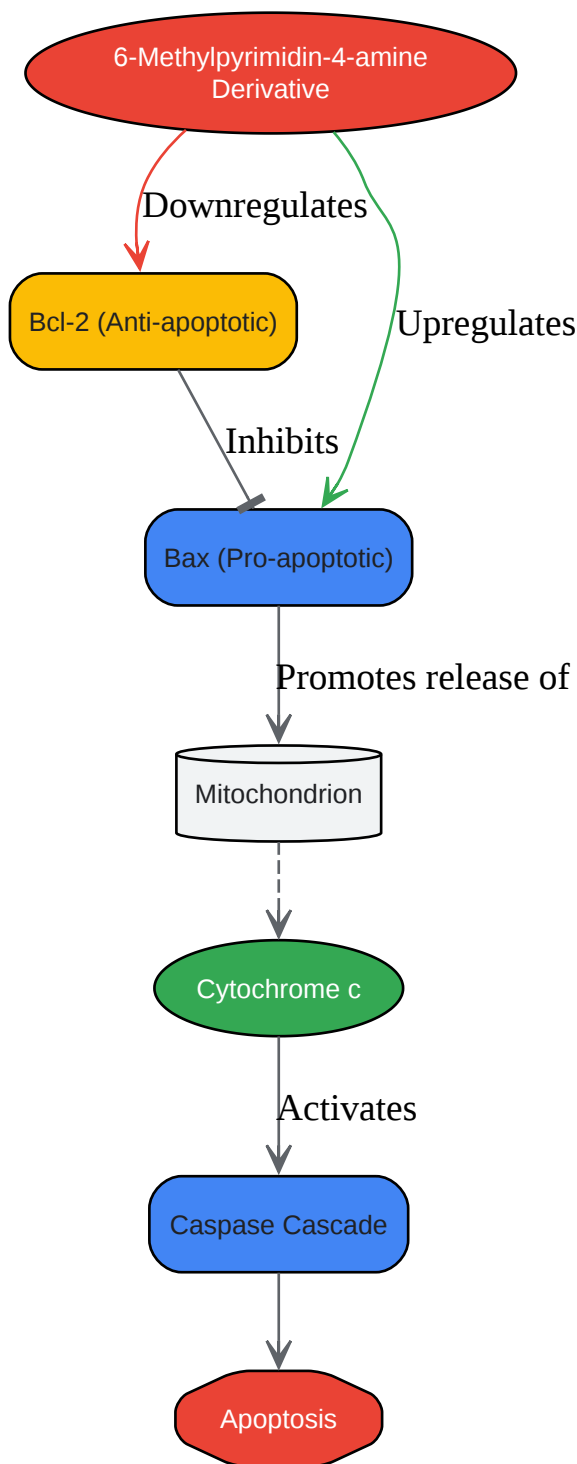 6-Methylpyrimidin-4-amine
Derivative
Downregulates
Bcl-2 (Anti-apoptotic)
Upregulates
Inhibits
Bax (Pro-apoptotic)
Promotes release of
Mitochondrion
Cytochrome c
Activates
Caspase Cascade
Apoptosis